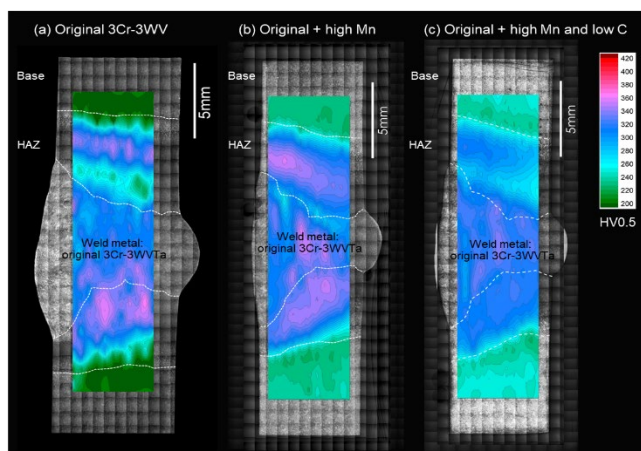 (a) Original 3Cr-3WV
(b) Original + high Mn
(c) Original + high Mn and low C
Base
HAZ
5mm
Weld metal:
original 3Cr-3WVTa
Base
HAZ
5mm
Weld metal:
original 3Cr-3WVTa
Base
HAZ
5mm
Weld metal:
original 3Cr-3WVTa
420
400
380
360
340
320
300
280
260
240
220
200
HV0.5